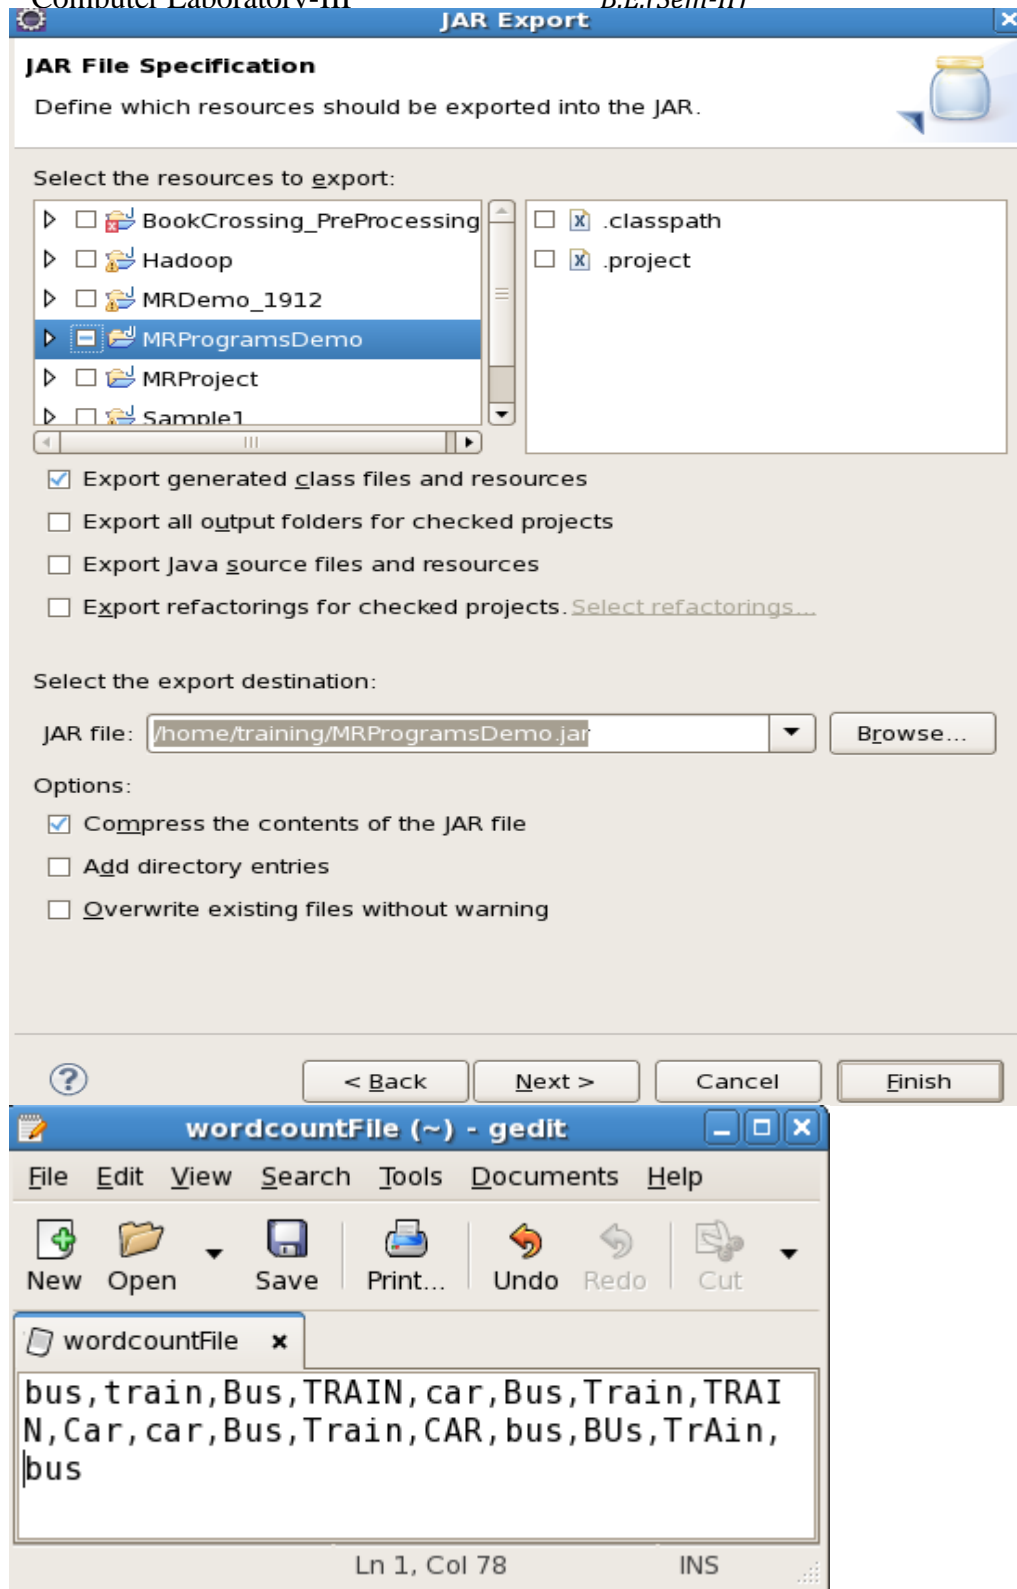 Computer Laboratory-III B.E.(Sem-II)
JAR Export
JAR File Specification
Define which resources should be exported into the JAR.
Select the resources to export:
BookCrossing_PreProcessing
Hadoop
MRDemo_1912
MRProgramsDemo
MRProject
Sample1
.classpath
.project
Export generated class files and resources
Export all output folders for checked projects
Export Java source files and resources
Export refactorings for checked projects. Select refactorings...
Select the export destination:
JAR file: /home/training/MRProgramsDemo.jar Browse...
Options:
Compress the contents of the JAR file
Add directory entries
Overwrite existing files without warning
< Back Next > Cancel Finish
wordcountFile (~) - gedit
File Edit View Search Tools Documents Help
New Open Save Print... Undo Redo Cut
wordcountFile
bus,train,Bus,TRAIN,car,Bus,Train,TRAI
N,Car,car,Bus,Train,CAR,bus,BUs,TrAin,
bus
Ln 1, Col 78 INS